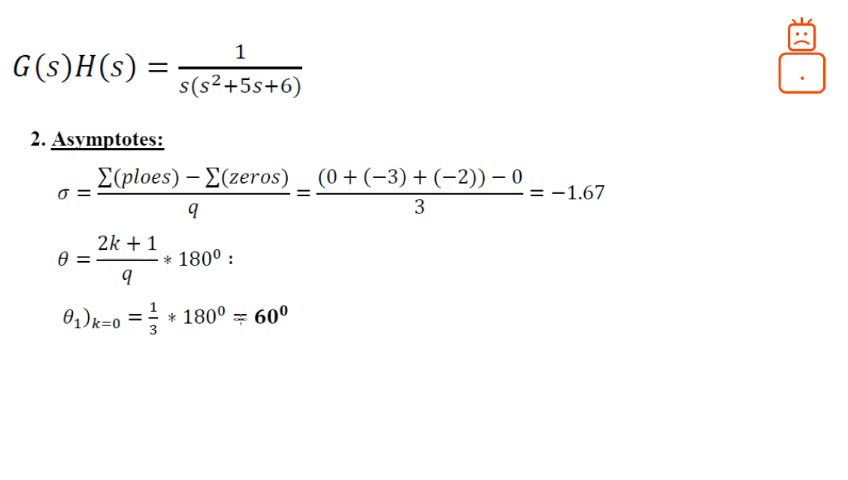 G(s)H(s) = 1 / s(s²+5s+6)
2. Asymptotes:
σ = ∑(ploes) − ∑(zeros) / q = (0 + (−3) + (−2)) − 0 / 3 = −1.67
θ = 2k + 1 / q * 180⁰ :
θ₁)ₖ₌₀ = 1/3 * 180⁰ = 60⁰